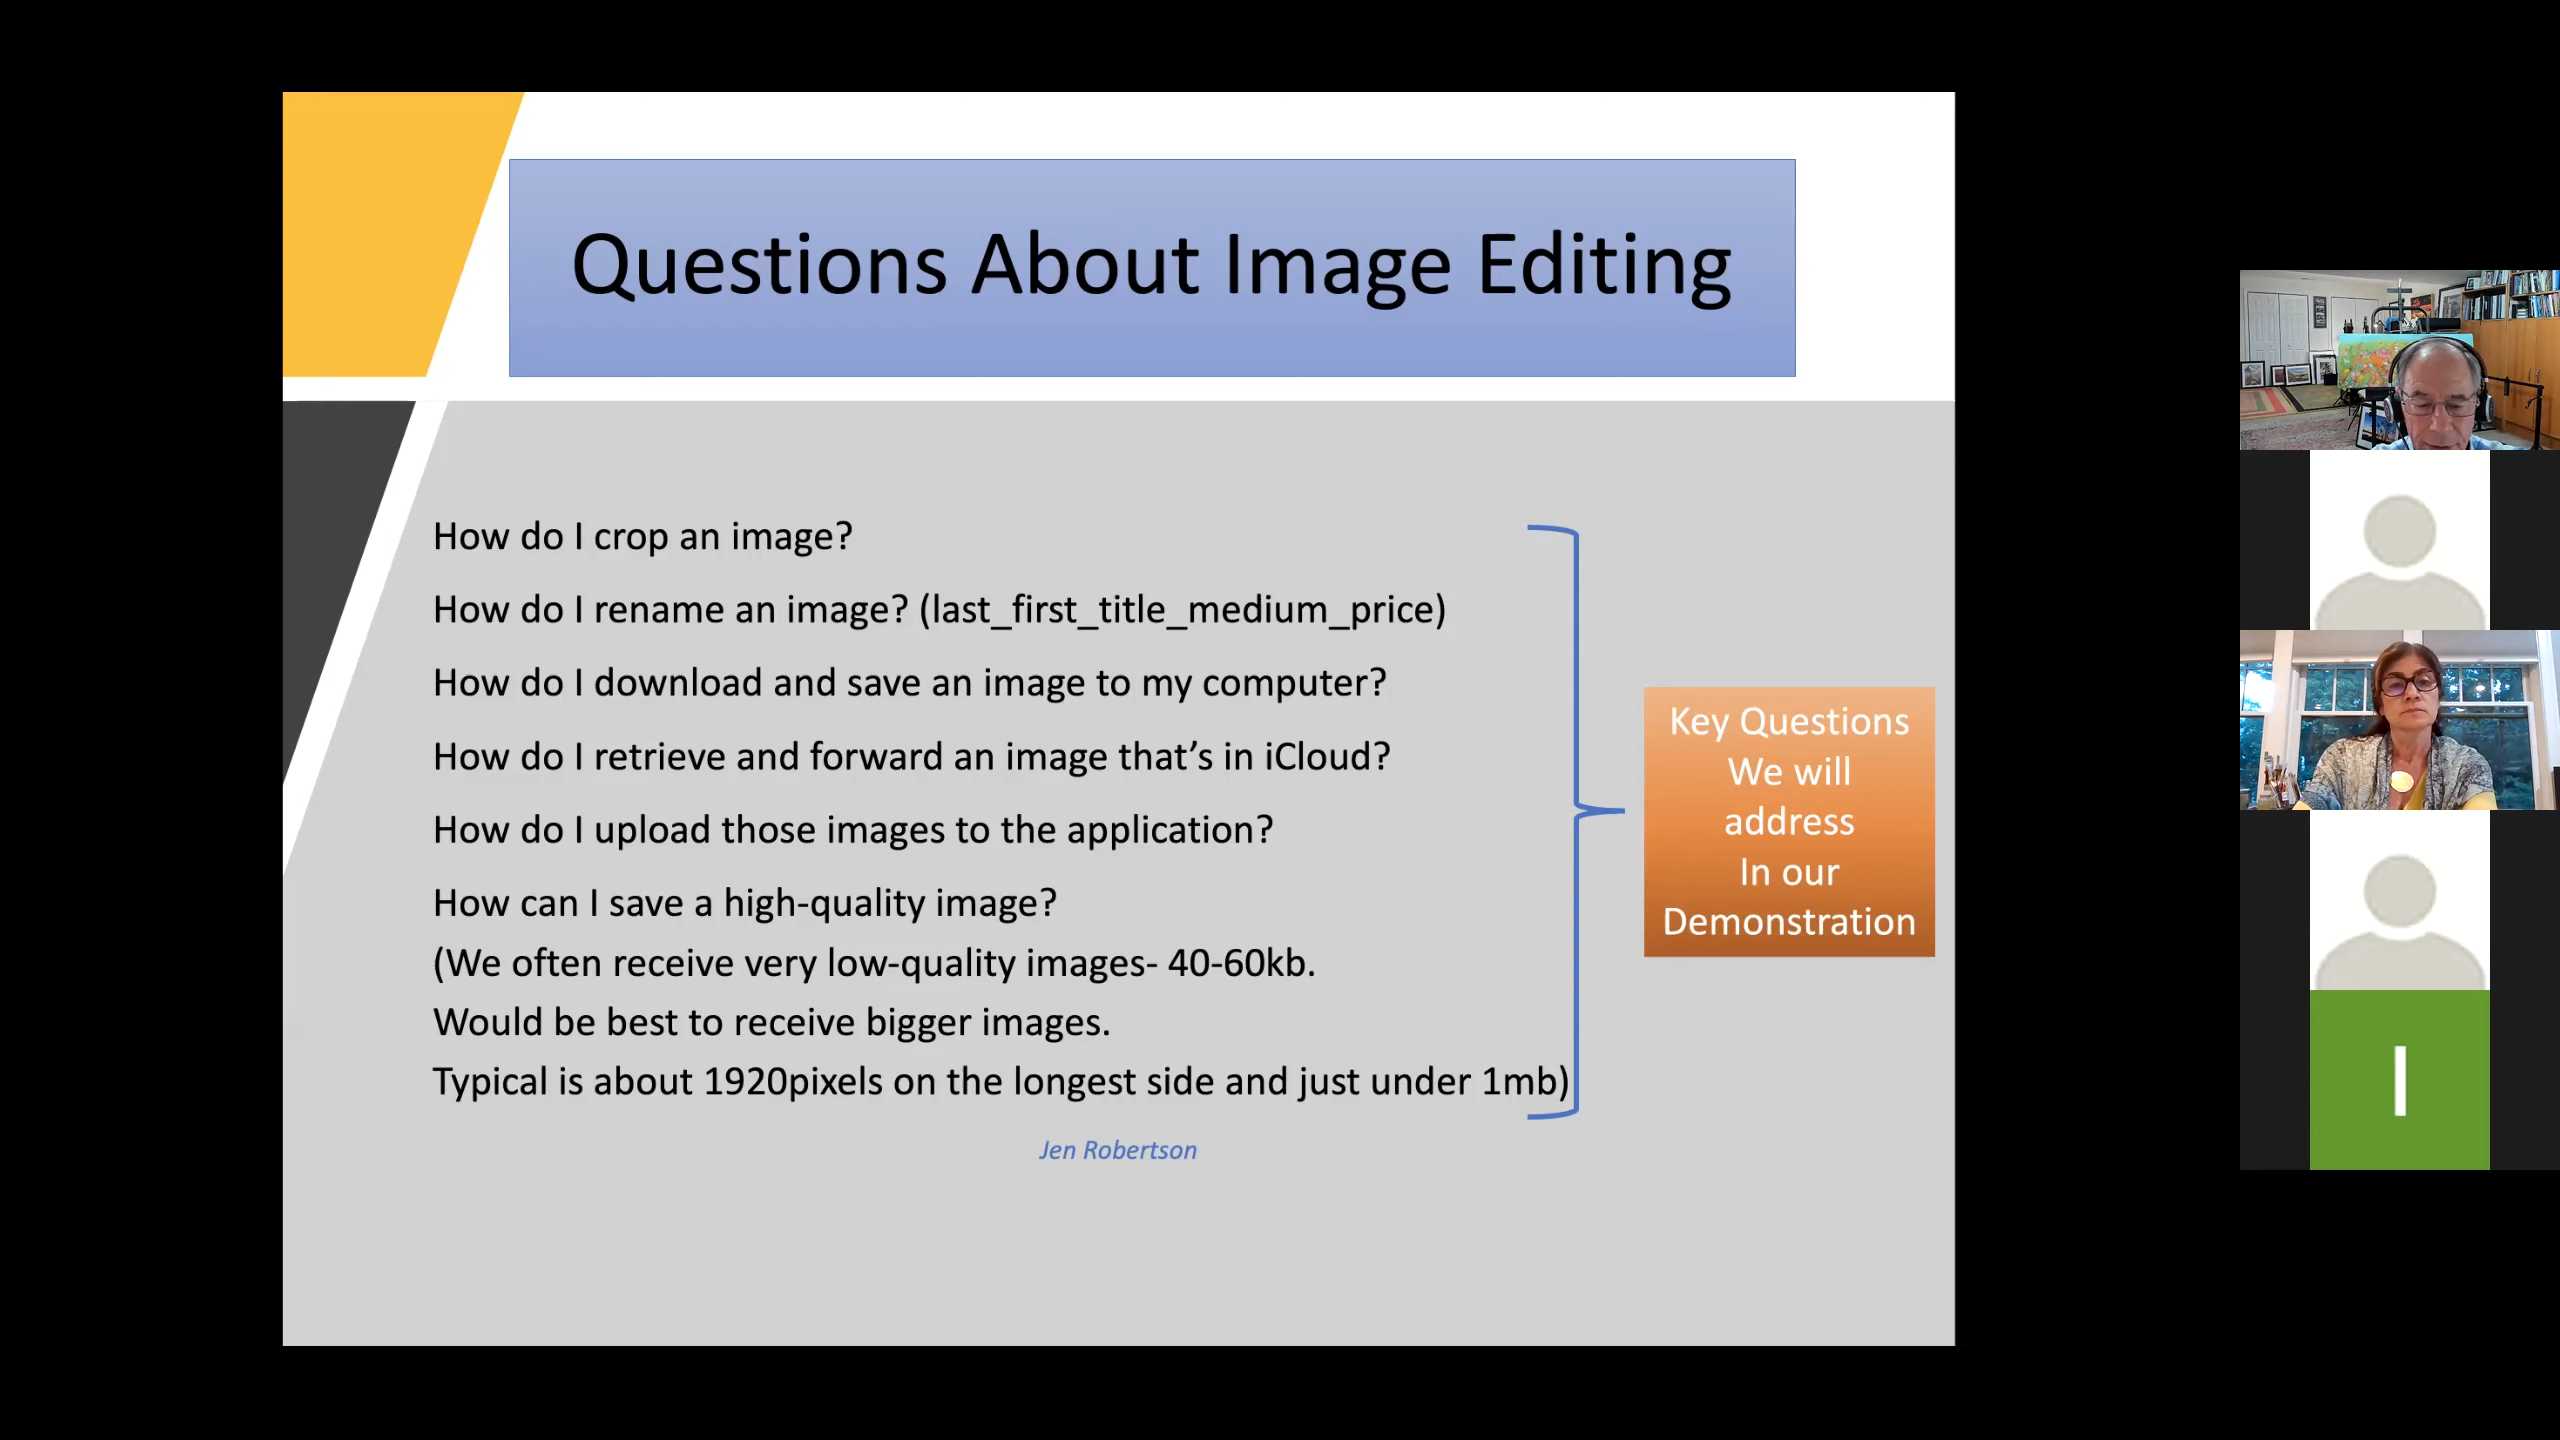 Questions About Image Editing
How do I crop an image?
How do I rename an image? (last_first_title_medium_price)
How do I download and save an image to my computer?
How do I retrieve and forward an image that’s in iCloud?
How do I upload those images to the application?
How can I save a high-quality image?
(We often receive very low-quality images- 40-60kb.
Would be best to receive bigger images.
Typical is about 1920pixels on the longest side and just under 1mb)
Jen Robertson
Key Questions
We will
address
In our
Demonstration
I